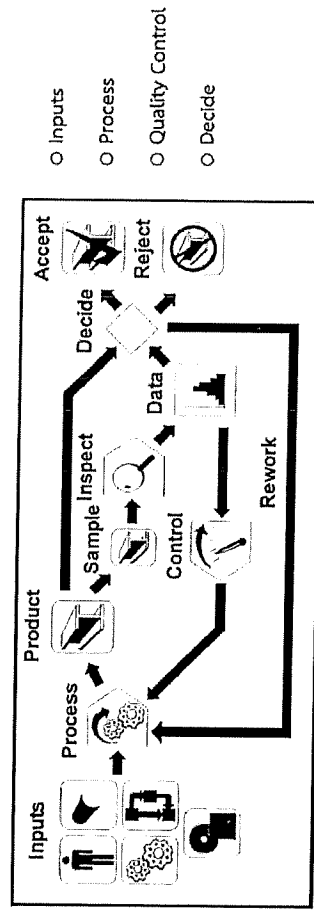 Inputs
Process
Product
Sample
Inspect
Control
Data
Decide
Accept
Reject
Rework
○ Inputs
○ Process
○ Quality Control
○ Decide